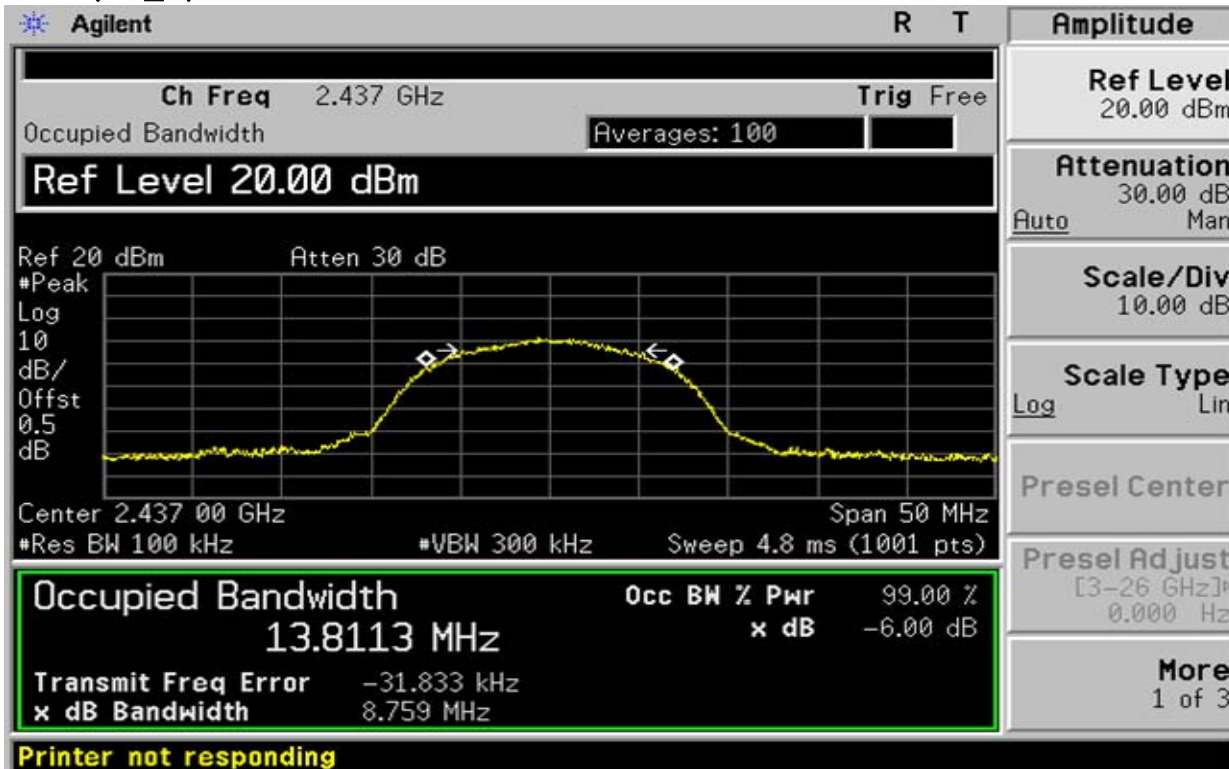 Agilent R T
Ch Freq 2.437 GHz Trig Free
Occupied Bandwidth Averages: 100
Ref Level 20.00 dBm
Ref 20 dBm Atten 30 dB
#Peak
Log
10
dB/
Offst
0.5
dB
Center 2.437 00 GHz Span 50 MHz
#Res BW 100 kHz #VBW 300 kHz Sweep 4.8 ms (1001 pts)
Occupied Bandwidth Occ BW % Pwr 99.00 %
13.8113 MHz x dB -6.00 dB
Transmit Freq Error -31.833 kHz
x dB Bandwidth 8.759 MHz
Printer not responding
Amplitude
Ref Level
20.00 dBm
Attenuation
30.00 dB
Auto Man
Scale/Div
10.00 dB
Scale Type
Log Lin
Presel Center
Presel Adjust
[3-26 GHz]
0.000 Hz
More
1 of 3